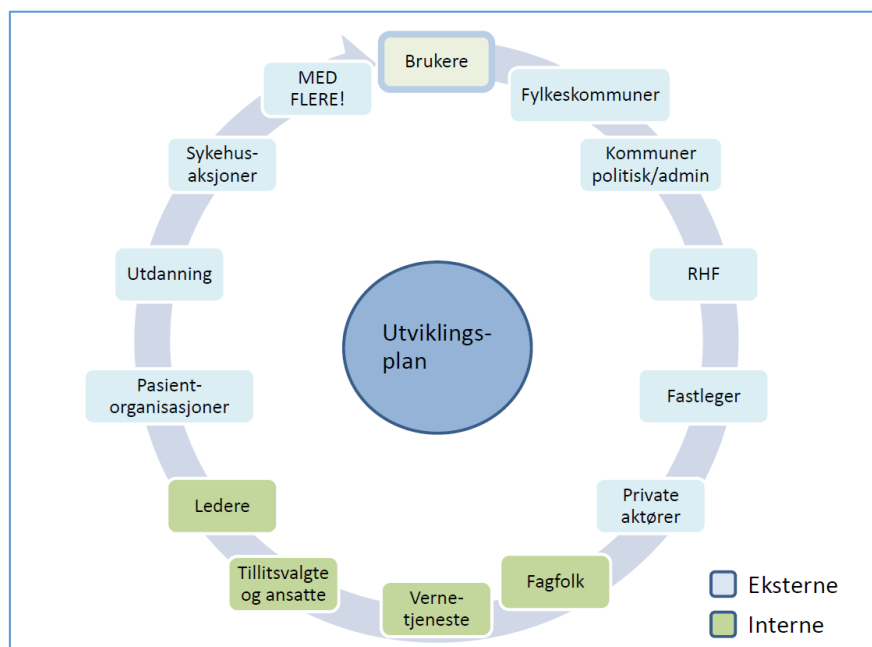 Brukere
Fylkeskommuner
Kommuner
politisk/admin
RHF
Fastleger
Private
aktører
Fagfolk
Verne-
tjeneste
Tillitsvalgte
og ansatte
Ledere
Pasient-
organisasjoner
Utdanning
Sykehus-
aksjoner
MED
FLERE!
Utviklings-
plan
Eksterne
Interne